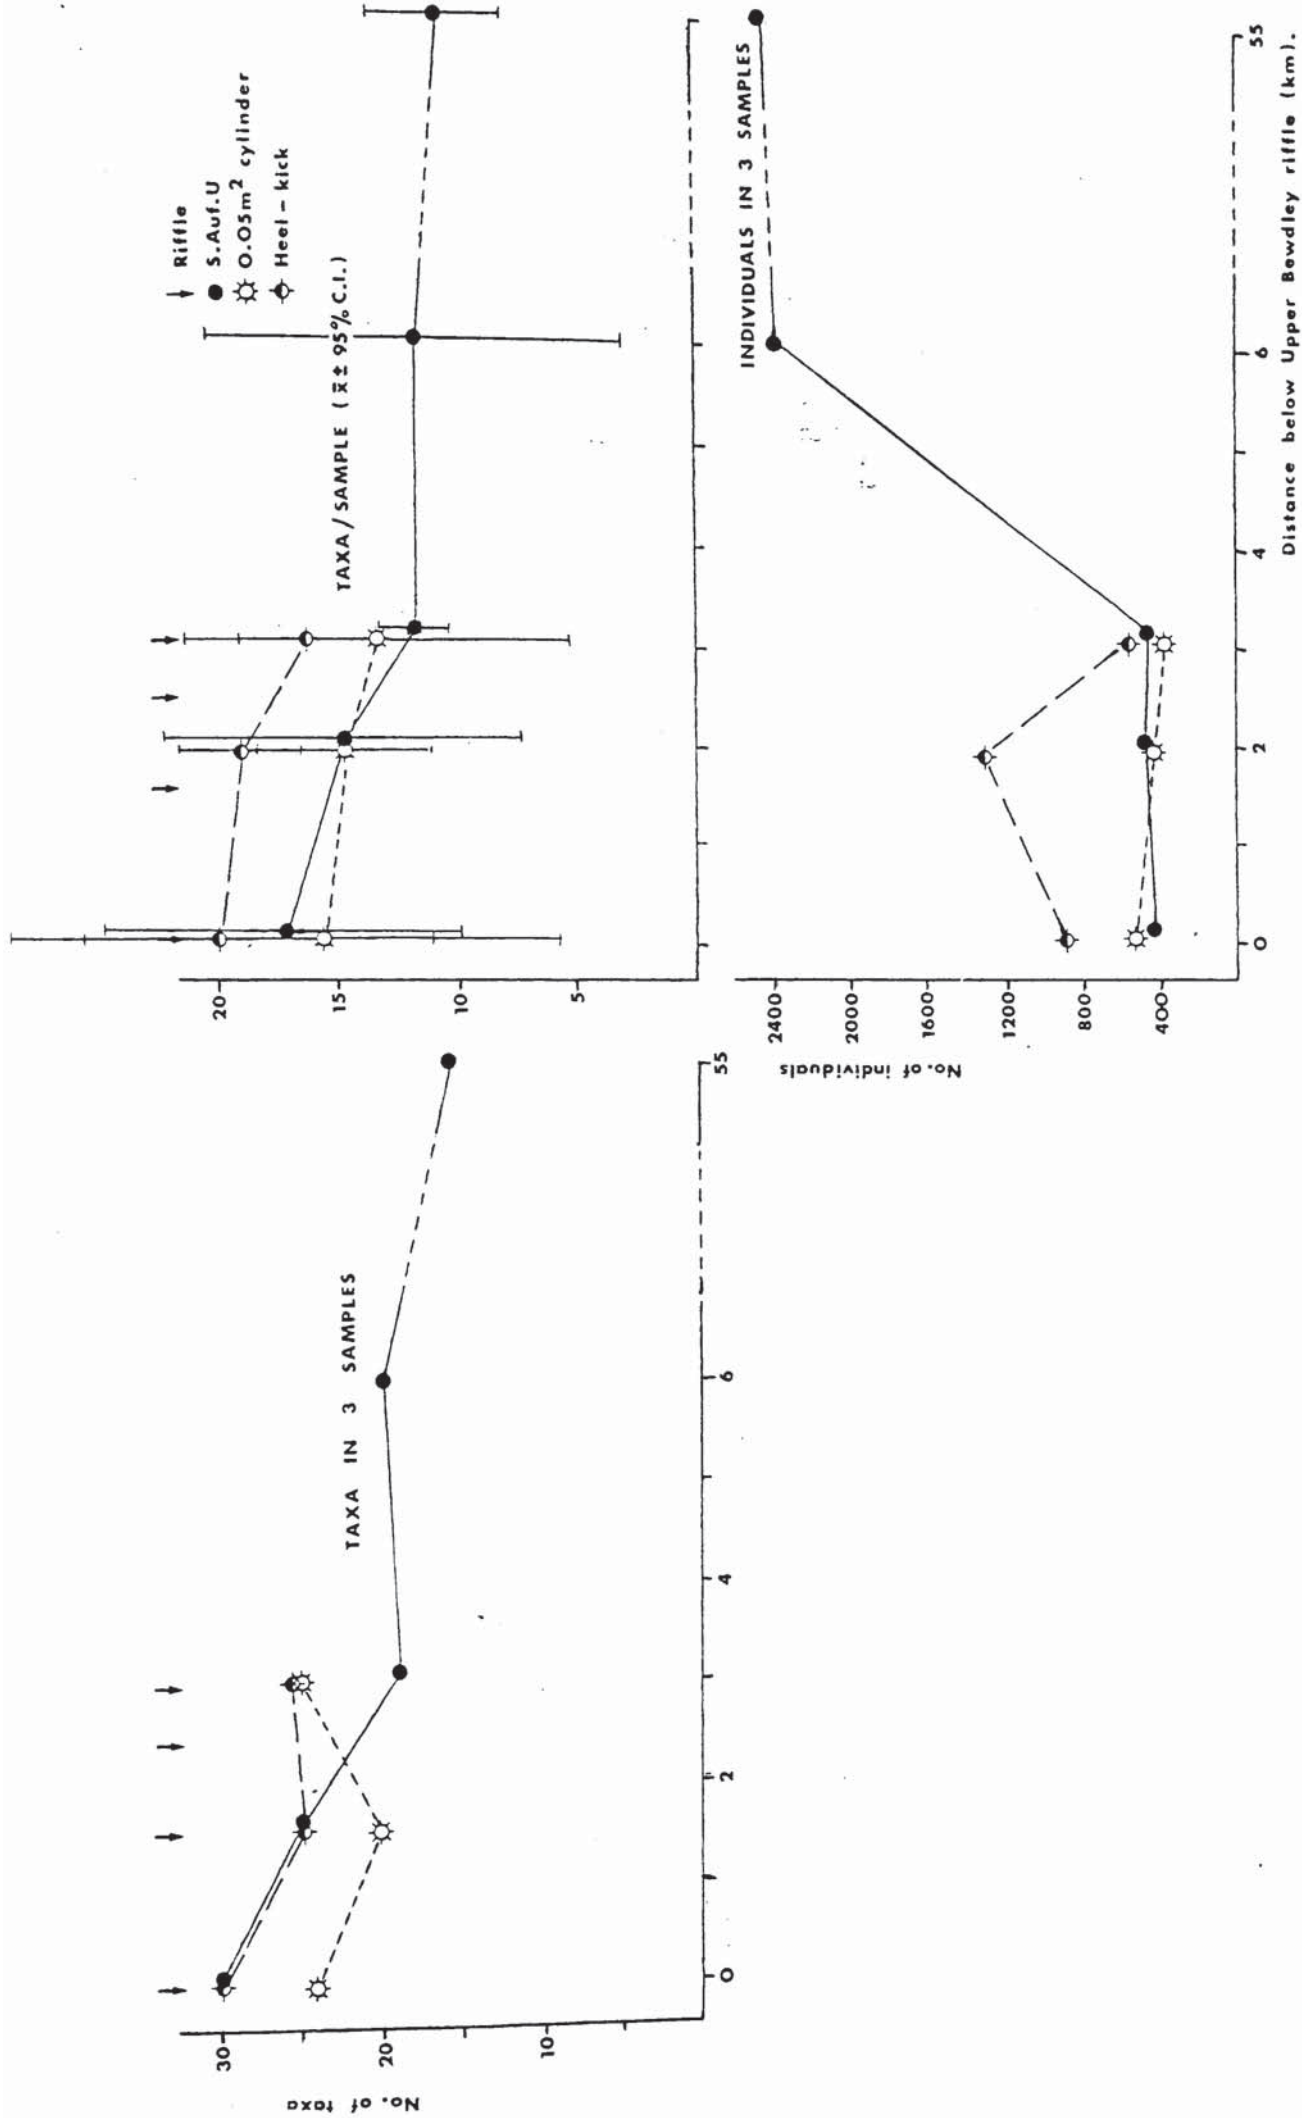 No. of taxa
30
20
10
TAXA IN 3 SAMPLES
0
2
4
6
55
20
15
10
5
TAXA/SAMPLE ( x̄ ± 95% C.I.)
Riffle
S.Auf.U
0.05m² cylinder
Heel – kick
No. of individuals
2400
2000
1600
1200
800
400
INDIVIDUALS IN 3 SAMPLES
0
2
4
6
55
Distance below Upper Bewdley riffle (km).